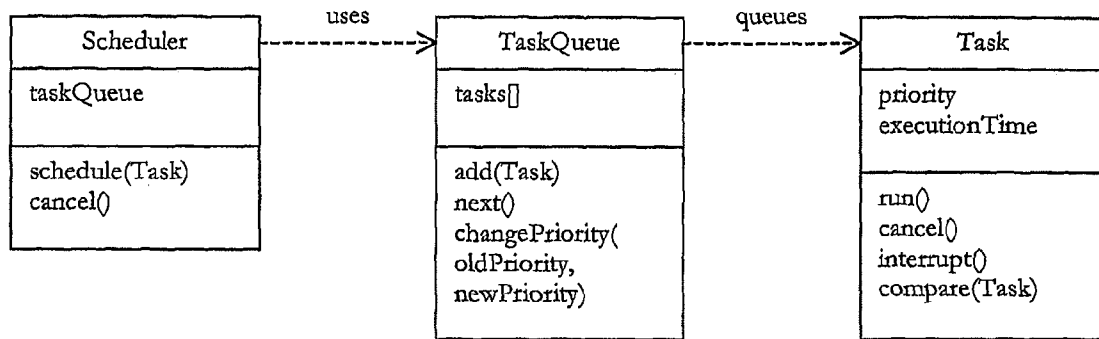 uses
queues
Scheduler
taskQueue
schedule(Task)
cancel()
TaskQueue
tasks[]
add(Task)
next()
changePriority(
oldPriority,
newPriority)
Task
priority
executionTime
run()
cancel()
interrupt()
compare(Task)